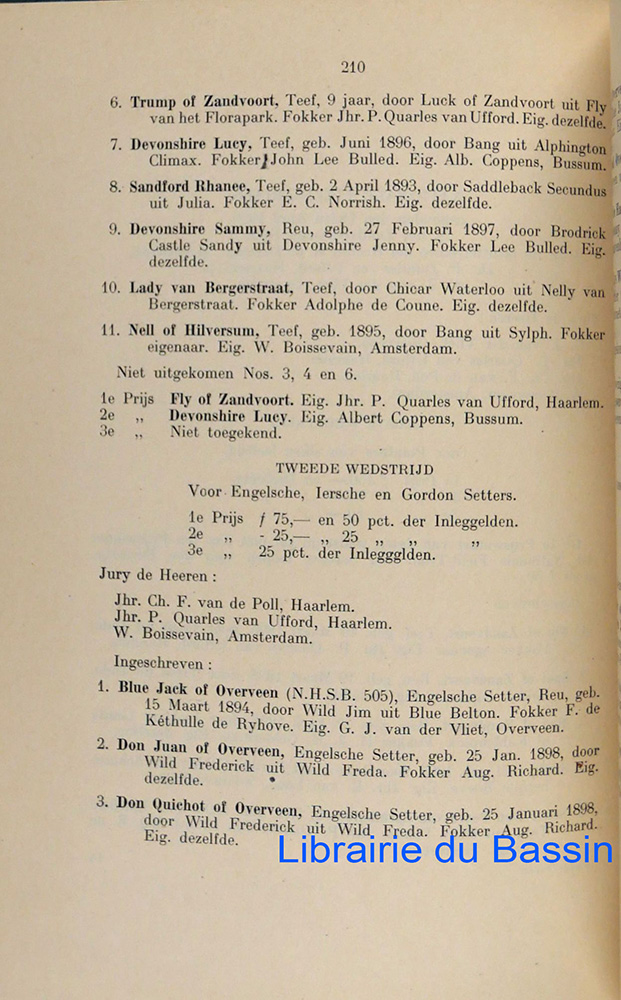 210
6. Trump of Zandvoort, Teef, 9 jaar, door Luck of Zandvoort uit Fly
van het Florapark. Fokker Jhr. P. Quarles van Ufford. Eig. dezelfde.
7. Devonshire Lucy, Teef, geb. Juni 1896, door Bang uit Alphington
Climax. Fokker John Lee Bulled. Eig. Alb. Coppens, Bussum.
8. Sandford Rhanee, Teef, geb. 2 April 1893, door Saddleback Secundus
uit Julia. Fokker E. C. Norrish. Eig. dezelfde.
9. Devonshire Sammy, Reu, geb. 27 Februari 1897, door Brodrick
Castle Sandy uit Devonshire Jenny. Fokker Lee Bulled. Eig.
dezelfde.
10. Lady van Bergerstraat, Teef, door Chicar Waterloo uit Nelly van
Bergerstraat. Fokker Adolphe de Coune. Eig. dezelfde.
11. Nell of Hilversum, Teef, geb. 1895, door Bang uit Sylph. Fokker
eigenaar. Eig. W. Boissevain, Amsterdam.
Niet uitgekomen Nos. 3, 4 en 6.
1e Prijs Fly of Zandvoort. Eig. Jhr. P. Quarles van Ufford, Haarlem.
2e „ Devonshire Lucy. Eig. Albert Coppens, Bussum.
3e „ Niet toegekend.
TWEEDE WEDSTRIJD
Voor Engelsche, Iersche en Gordon Setters.
1e Prijs f 75,— en 50 pct. der Inleggelden.
2e „ - 25,— „ 25 „ „ „
3e „ 25 pct. der Inleggglden.
Jury de Heeren :
Jhr. Ch. F. van de Poll, Haarlem.
Jhr. P. Quarles van Ufford, Haarlem.
W. Boissevain, Amsterdam.
Ingeschreven :
1. Blue Jack of Overveen (N.H.S.B. 505), Engelsche Setter, Reu, geb.
15 Maart 1894, door Wild Jim uit Blue Belton. Fokker F. de
Kéthulle de Ryhove. Eig. G. J. van der Vliet, Overveen.
2. Don Juan of Overveen, Engelsche Setter, geb. 25 Jan. 1898, door
Wild Frederick uit Wild Freda. Fokker Aug. Richard. Eig.
dezelfde.
3. Don Quichot of Overveen, Engelsche Setter, geb. 25 Januari 1898,
door Wild Frederick uit Wild Freda. Fokker Aug. Richard.
Eig. dezelfde.
Librairie du Bassin